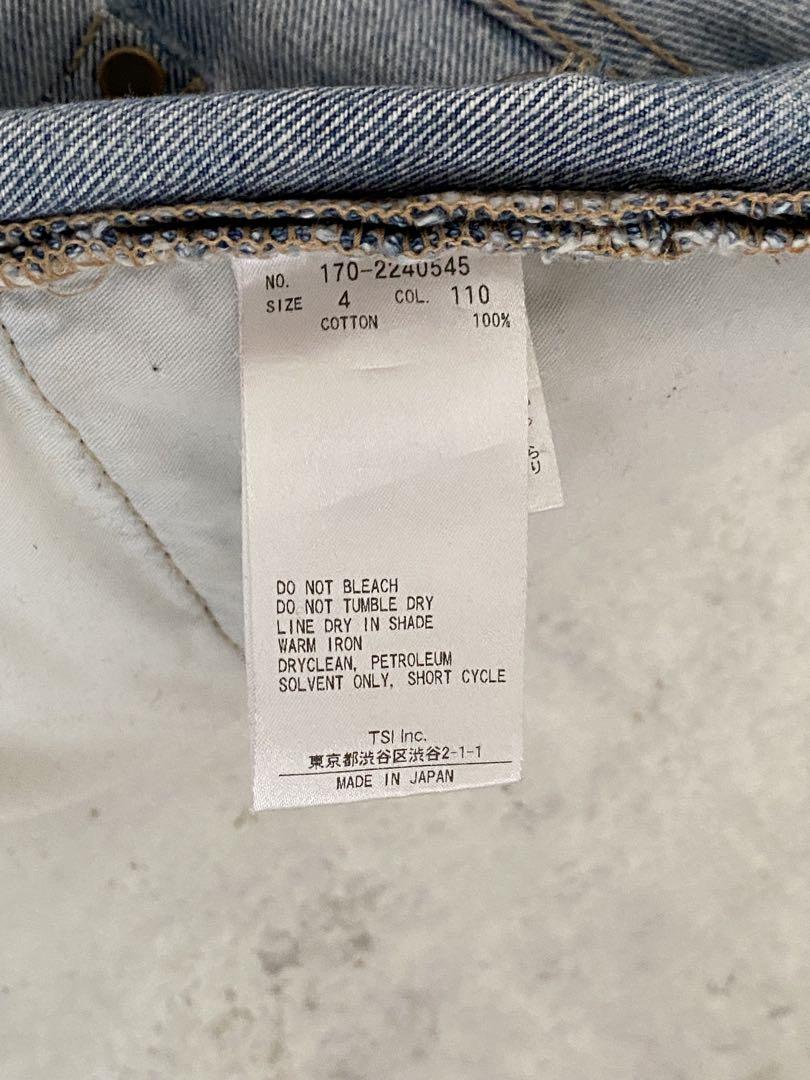 NO. 170-2240545
SIZE 4 COL. 110
COTTON 100%
DO NOT BLEACH
DO NOT TUMBLE DRY
LINE DRY IN SHADE
WARM IRON
DRYCLEAN, PETROLEUM
SOLVENT ONLY, SHORT CYCLE
TSI Inc.
東京都渋谷区渋谷2-1-1
MADE IN JAPAN